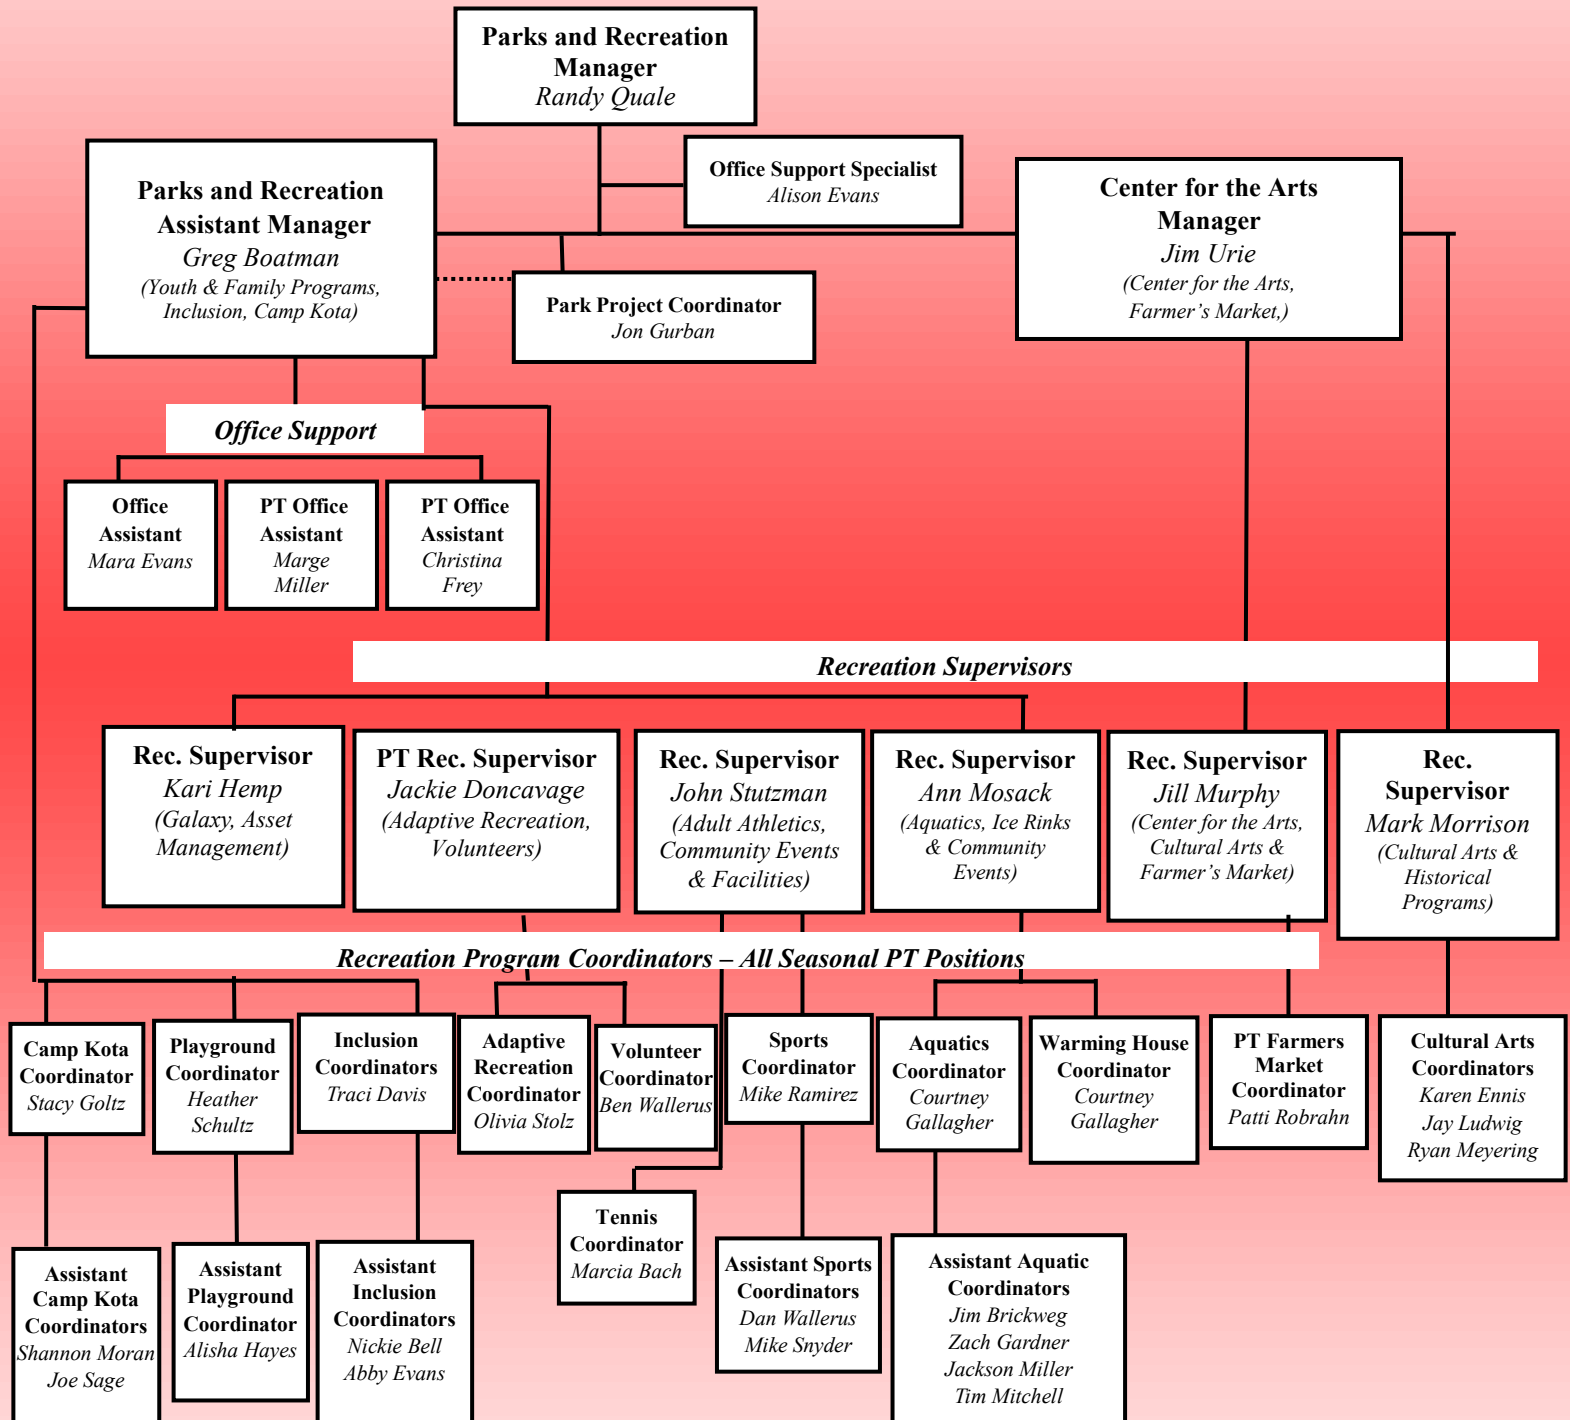 Parks and Recreation
Manager
Randy Quale
Office Support Specialist
Alison Evans
Parks and Recreation
Assistant Manager
Greg Boatman
(Youth & Family Programs,
Inclusion, Camp Kota)
Center for the Arts
Manager
Jim Urie
(Center for the Arts,
Farmer’s Market,)
Park Project Coordinator
Jon Gurban
Office Support
Office
Assistant
Mara Evans
PT Office
Assistant
Marge
Miller
PT Office
Assistant
Christina
Frey
Recreation Supervisors
Rec. Supervisor
Kari Hemp
(Galaxy, Asset
Management)
PT Rec. Supervisor
Jackie Doncavage
(Adaptive Recreation,
Volunteers)
Rec. Supervisor
John Stutzman
(Adult Athletics,
Community Events
& Facilities)
Rec. Supervisor
Ann Mosack
(Aquatics, Ice Rinks
& Community
Events)
Rec. Supervisor
Jill Murphy
(Center for the Arts,
Cultural Arts &
Farmer’s Market)
Rec.
Supervisor
Mark Morrison
(Cultural Arts &
Historical
Programs)
Recreation Program Coordinators – All Seasonal PT Positions
Camp Kota
Coordinator
Stacy Goltz
Playground
Coordinator
Heather
Schultz
Inclusion
Coordinators
Traci Davis
Adaptive
Recreation
Coordinator
Olivia Stolz
Volunteer
Coordinator
Ben Wallerus
Sports
Coordinator
Mike Ramirez
Aquatics
Coordinator
Courtney
Gallagher
Warming House
Coordinator
Courtney
Gallagher
PT Farmers
Market
Coordinator
Patti Robrahn
Cultural Arts
Coordinators
Karen Ennis
Jay Ludwig
Ryan Meyering
Assistant
Camp Kota
Coordinators
Shannon Moran
Joe Sage
Assistant
Playground
Coordinator
Alisha Hayes
Assistant
Inclusion
Coordinators
Nickie Bell
Abby Evans
Tennis
Coordinator
Marcia Bach
Assistant Sports
Coordinators
Dan Wallerus
Mike Snyder
Assistant Aquatic
Coordinators
Jim Brickweg
Zach Gardner
Jackson Miller
Tim Mitchell